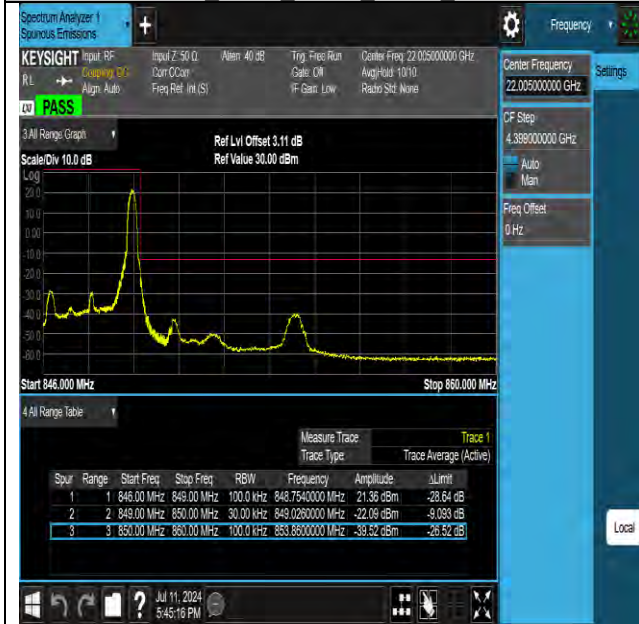 Spectrum Analyzer 1
Spurious Emissions
Frequency
KEYSIGHT Input: RF Input Z: 50 Ω Atten: 40 dB Trig: Free Run Center Freq: 22.005000000 GHz
RL Coupling: DC Corr CCorr Gate: Off Avg|Hold: 10/10
Align: Auto Freq Ref: Int (S) IF Gain: Low Radio Std: None
PASS
Center Frequency
22.005000000 GHz
Settings
CF Step
4.399000000 GHz
Auto
Man
Freq Offset
0 Hz
3 All Range Graph
Ref Lvl Offset 3.11 dB
Scale/Div 10.0 dB
Ref Value 30.00 dBm
Log
20.0
10.0
0.00
-10.0
-20.0
-30.0
-40.0
-50.0
-60.0
Start 846.000 MHz
Stop 860.000 MHz
4 All Range Table
Measure Trace Trace 1
Trace Type Trace Average (Active)
Spur Range Start Freq Stop Freq RBW Frequency Amplitude ΔLimit
1 1 846.00 MHz 849.00 MHz 100.0 kHz 848.7540000 MHz 21.36 dBm -28.64 dB
2 2 849.00 MHz 850.00 MHz 30.00 kHz 849.0260000 MHz -22.09 dBm -9.093 dB
3 3 850.00 MHz 860.00 MHz 100.0 kHz 853.8600000 MHz -39.52 dBm -26.52 dB
Local
Jul 11, 2024
5:45:16 PM